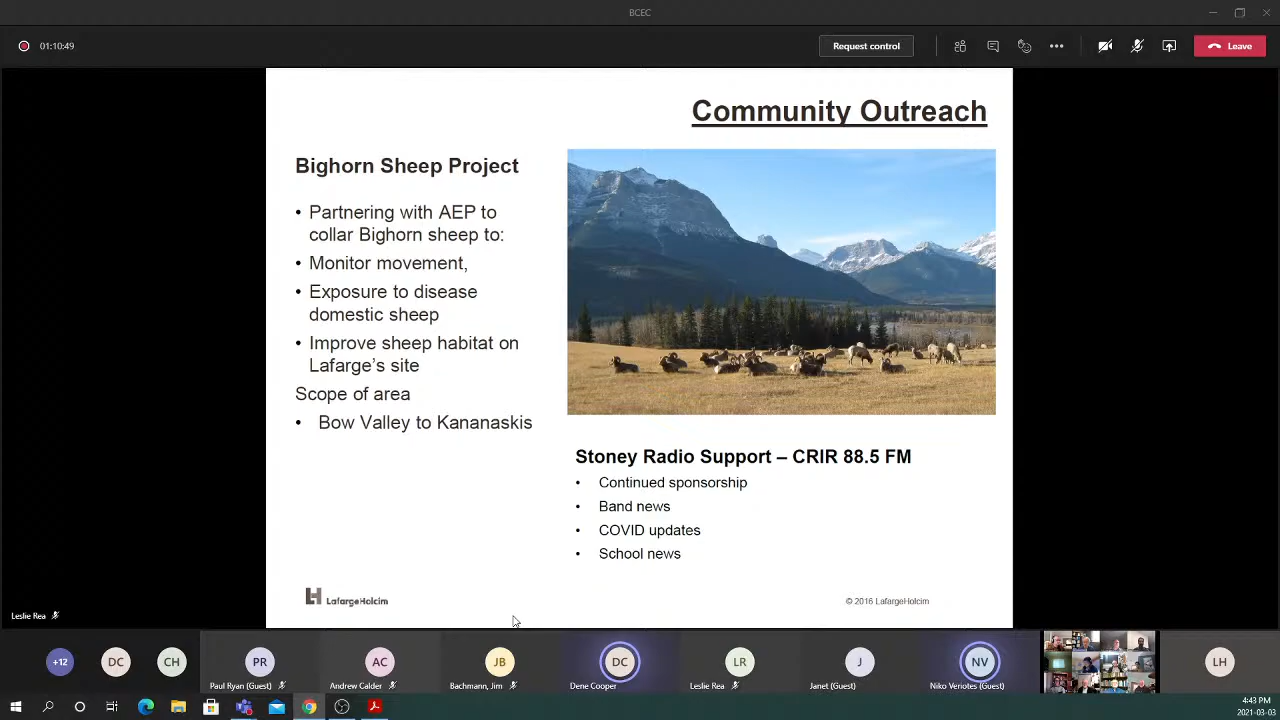 BCEC
01:10:49
Request control
Leave
Community Outreach
Bighorn Sheep Project
• Partnering with AEP to
collar Bighorn sheep to:
• Monitor movement,
• Exposure to disease
domestic sheep
• Improve sheep habitat on
Lafarge's site
Scope of area
• Bow Valley to Kananaskis
Stoney Radio Support – CRIR 88.5 FM
• Continued sponsorship
• Band news
• COVID updates
• School news
LafargeHolcim
© 2016 LafargeHolcim
Leslie Rea
+12
DC
CH
PR
Paul Ryan (Guest)
AC
Andrew Calder
JB
Bachmann, Jim
DC
Dene Cooper
LR
Leslie Rea
J
Janet (Guest)
NV
Niko Veriotes (Guest)
LH
4:43 PM
2021-03-03